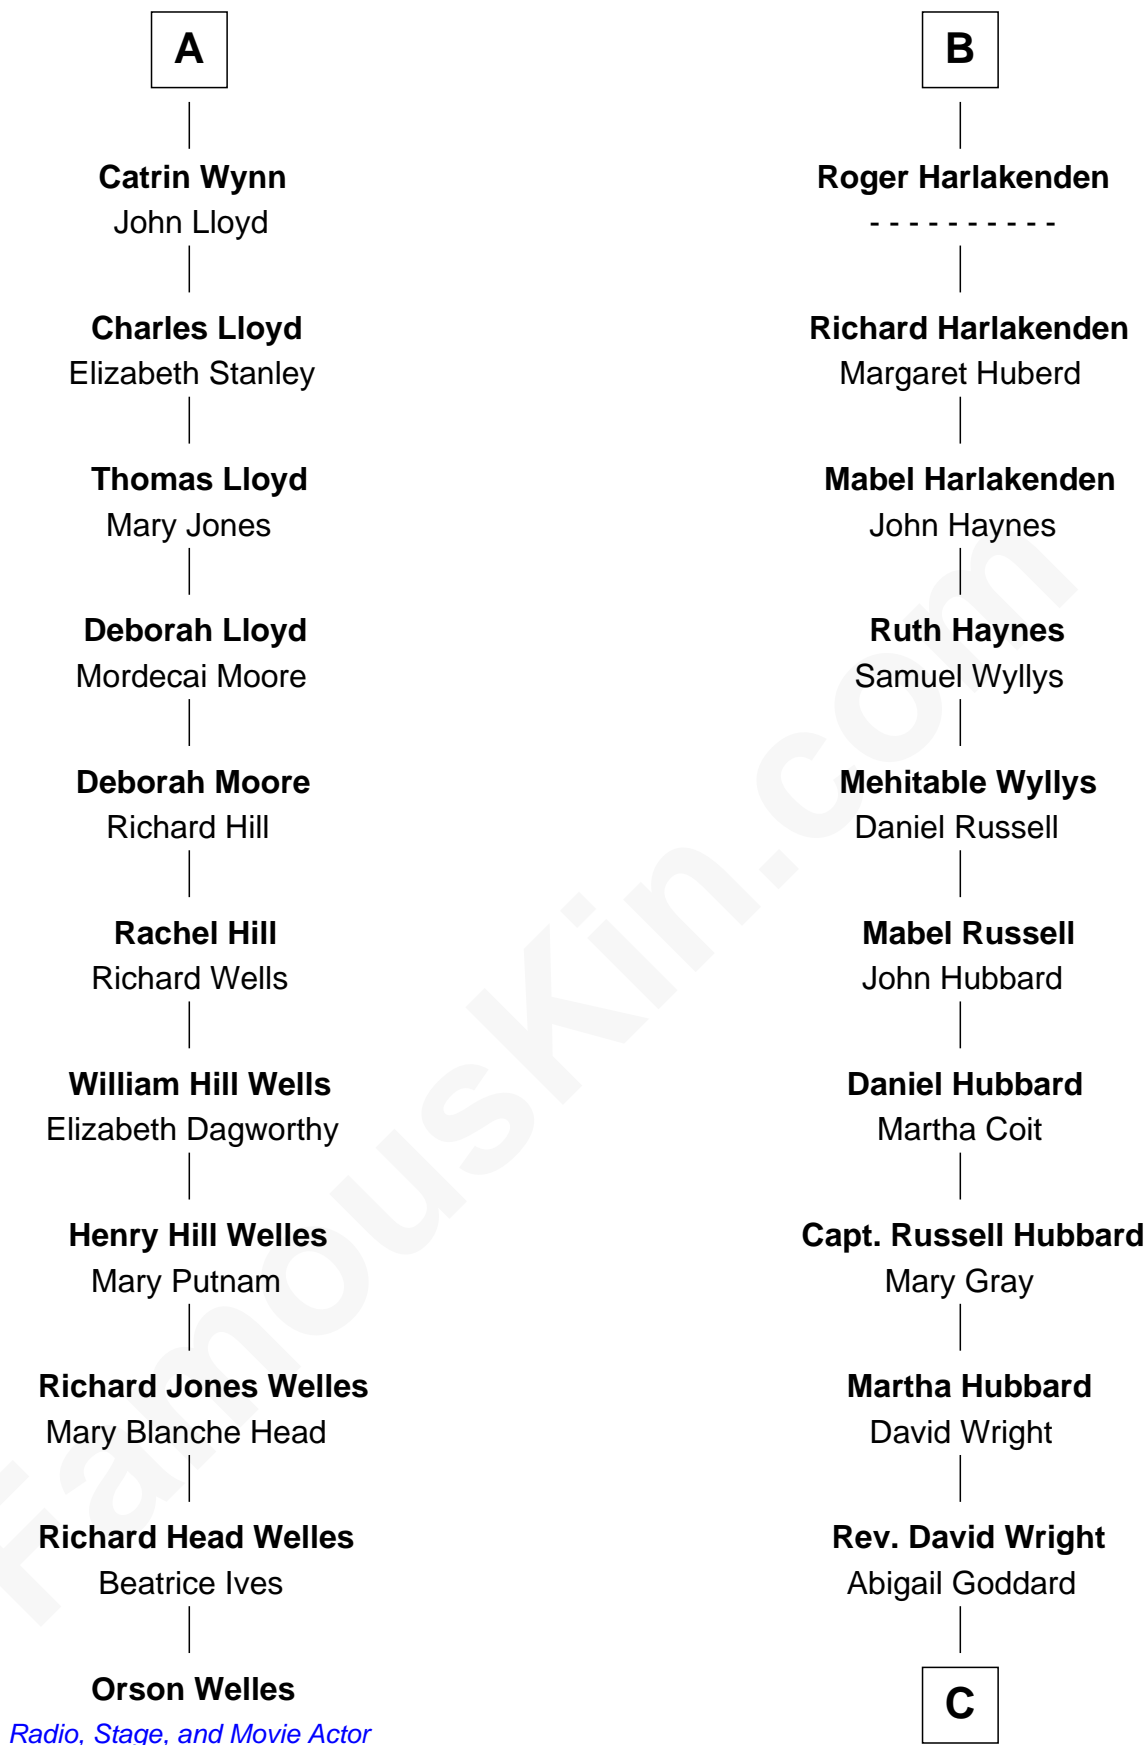 A
Catrin Wynn
John Lloyd
Charles Lloyd
Elizabeth Stanley
Thomas Lloyd
Mary Jones
Deborah Lloyd
Mordecai Moore
Deborah Moore
Richard Hill
Rachel Hill
Richard Wells
William Hill Wells
Elizabeth Dagworthy
Henry Hill Welles
Mary Putnam
Richard Jones Welles
Mary Blanche Head
Richard Head Welles
Beatrice Ives
Orson Welles
Radio, Stage, and Movie Actor
B
Roger Harlakenden
- - - - - - - - - -
Richard Harlakenden
Margaret Huberd
Mabel Harlakenden
John Haynes
Ruth Haynes
Samuel Wyllys
Mehitable Wyllys
Daniel Russell
Mabel Russell
John Hubbard
Daniel Hubbard
Martha Coit
Capt. Russell Hubbard
Mary Gray
Martha Hubbard
David Wright
Rev. David Wright
Abigail Goddard
C
FamousKin.com